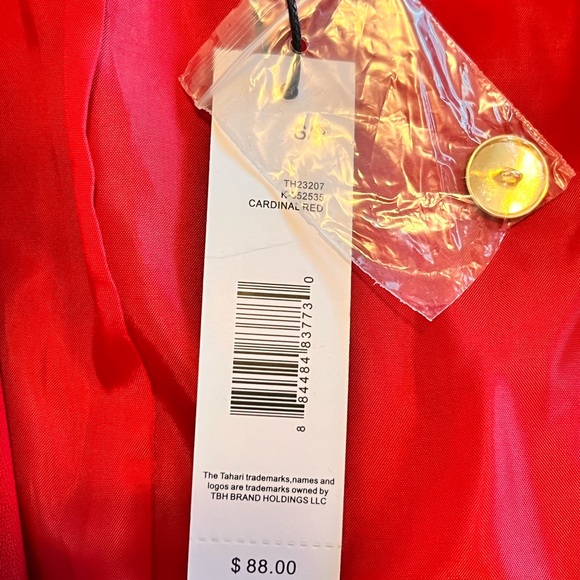 TH23207
CARDINAL RED
8 84484 83773 0
The Tahari trademarks,names and
logos are trademarks owned by
TBH BRAND HOLDINGS LLC
$ 88.00